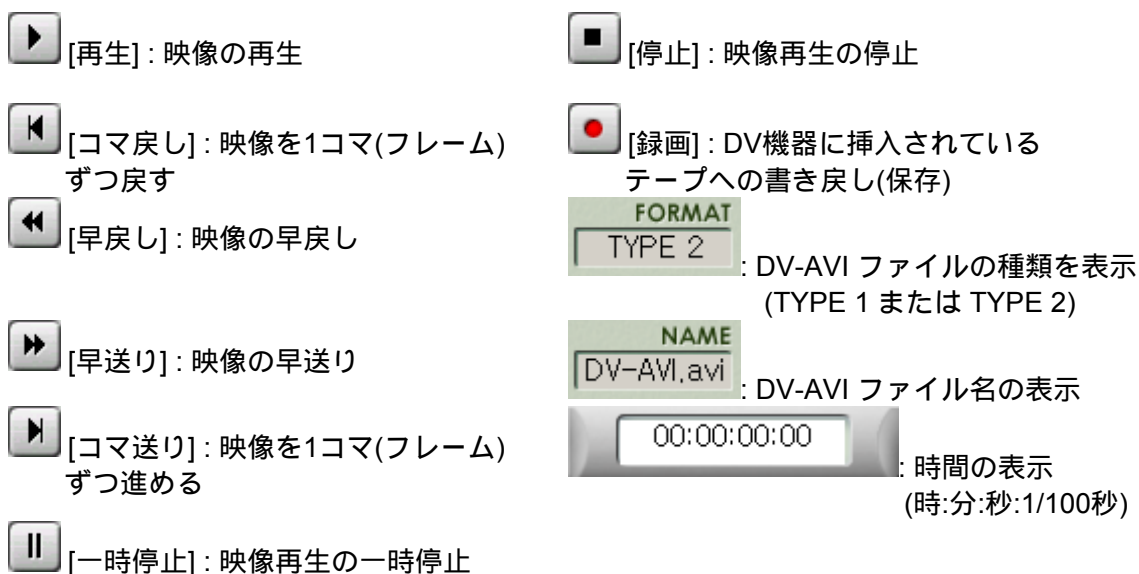 [再生] : 映像の再生
[コマ戻し] : 映像を1コマ(フレーム)
ずつ戻す
[早戻し] : 映像の早戻し
[早送り] : 映像の早送り
[コマ送り] : 映像を1コマ(フレーム)
ずつ進める
[一時停止] : 映像再生の一時停止
[停止] : 映像再生の停止
[録画] : DV機器に挿入されている
テープへの書き戻し(保存)
FORMAT
TYPE 2
: DV-AVI ファイルの種類を表示
(TYPE 1 または TYPE 2)
NAME
DV-AVI.avi
: DV-AVI ファイル名の表示
00:00:00:00
: 時間の表示
(時:分:秒:1/100秒)